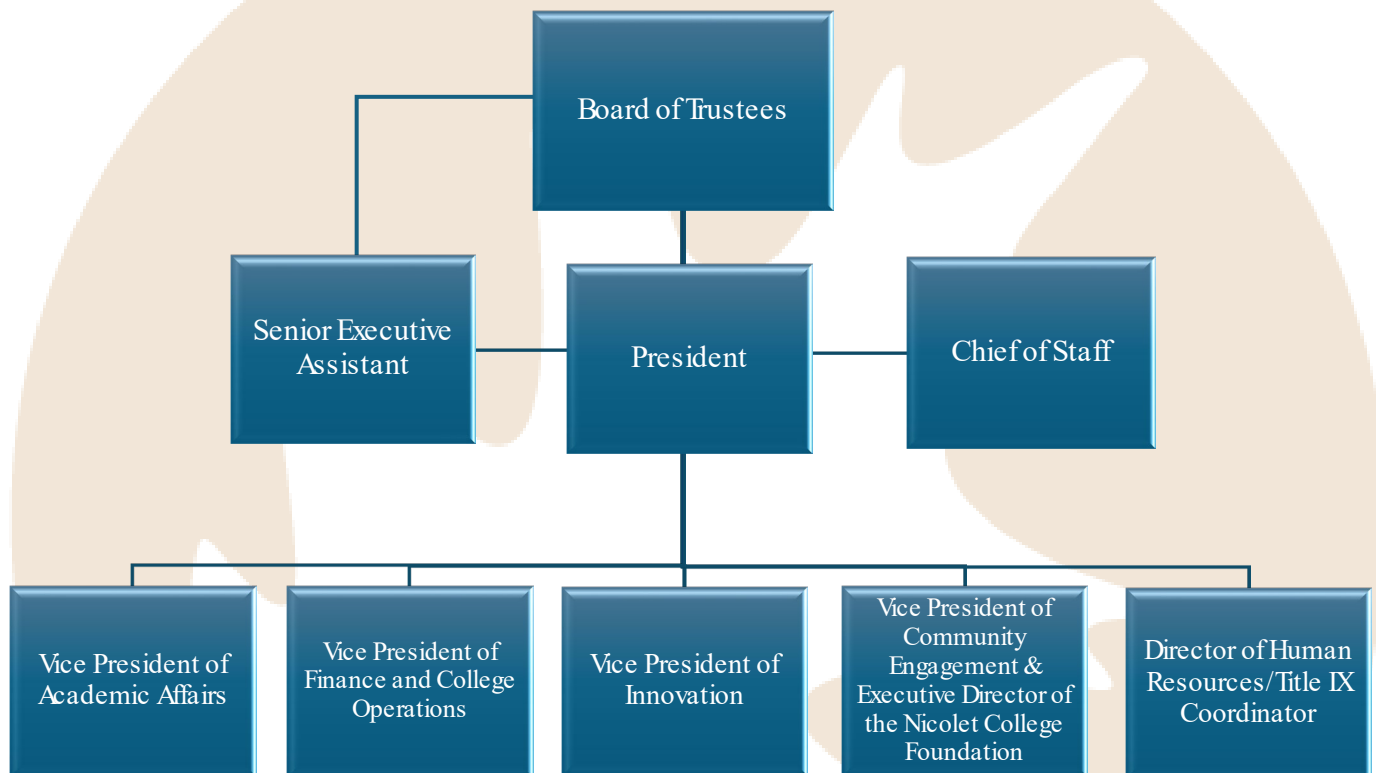 Board of Trustees
Senior Executive
Assistant
President
Chief of Staff
Vice President of
Academic Affairs
Vice President of
Finance and College
Operations
Vice President of
Innovation
Vice President of
Community
Engagement &
Executive Director of
the Nicolet College
Foundation
Director of Human
Resources/Title IX
Coordinator